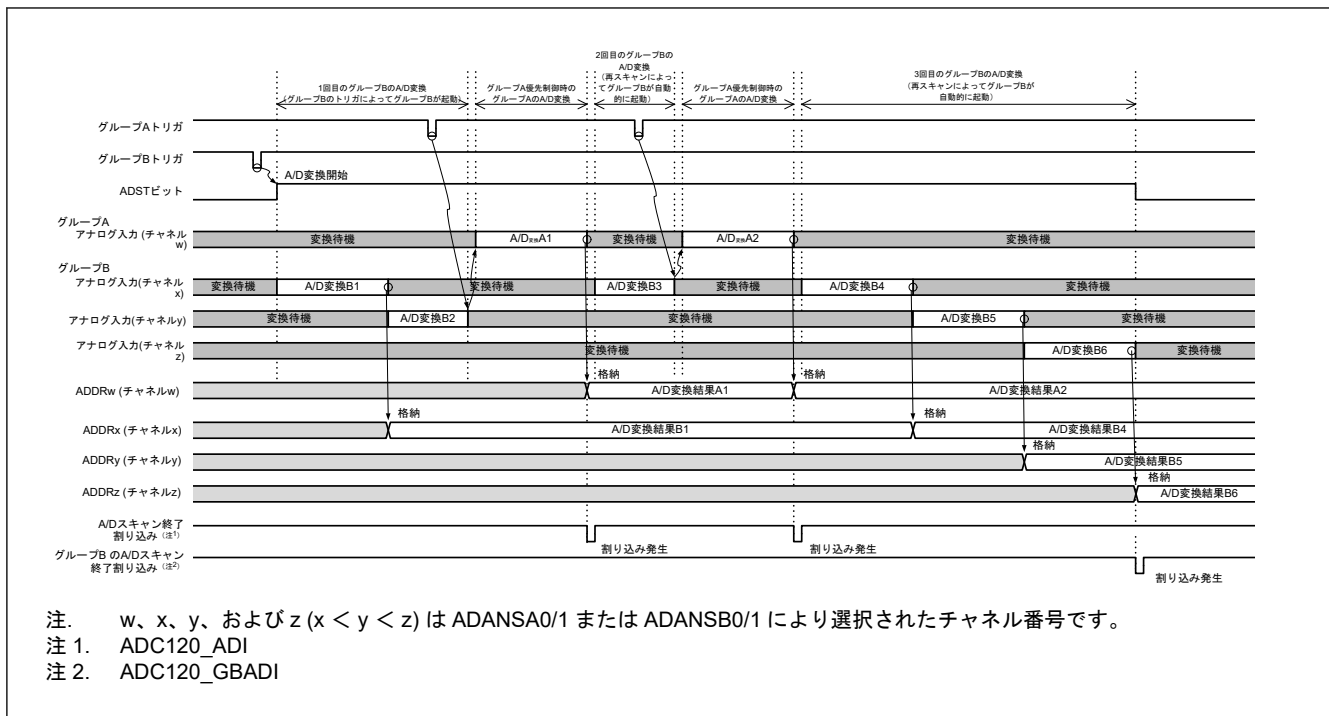 1回目のグループBのA/D変換
(グループBのトリガによってグループBが起動)
グループA優先制御時の
グループAのA/D変換
2回目のグループBの
A/D変換
(再スキャンによっ
てグループBが自動
的に起動)
グループA優先制御時の
グループAのA/D変換
3回目のグループBのA/D変換
(再スキャンによってグループBが
自動的に起動)
グループAトリガ
グループBトリガ
ADSTビット
A/D変換開始
グループA
アナログ入力 (チャネル
w)
変換待機
A/D変換A1
変換待機
A/D変換A2
変換待機
グループB
アナログ入力(チャネル
x)
変換待機
A/D変換B1
変換待機
A/D変換B3
変換待機
A/D変換B4
変換待機
アナログ入力(チャネルy)
変換待機
A/D変換B2
変換待機
A/D変換B5
変換待機
アナログ入力(チャネル
z)
変換待機
A/D変換B6
変換待機
ADDRw (チャネルw)
格納
A/D変換結果A1
格納
A/D変換結果A2
ADDRx (チャネルx)
格納
A/D変換結果B1
格納
A/D変換結果B4
ADDRy (チャネルy)
格納
A/D変換結果B5
ADDRz (チャネルz)
格納
A/D変換結果B6
A/Dスキャン終了
割り込み (注1)
割り込み発生
割り込み発生
グループB のA/Dスキャン
終了割り込み (注2)
割り込み発生
注. w、x、y、および z (x < y < z) は ADANSA0/1 または ADANSB0/1 により選択されたチャネル番号です。
注 1. ADC120_ADI
注 2. ADC120_GBADI